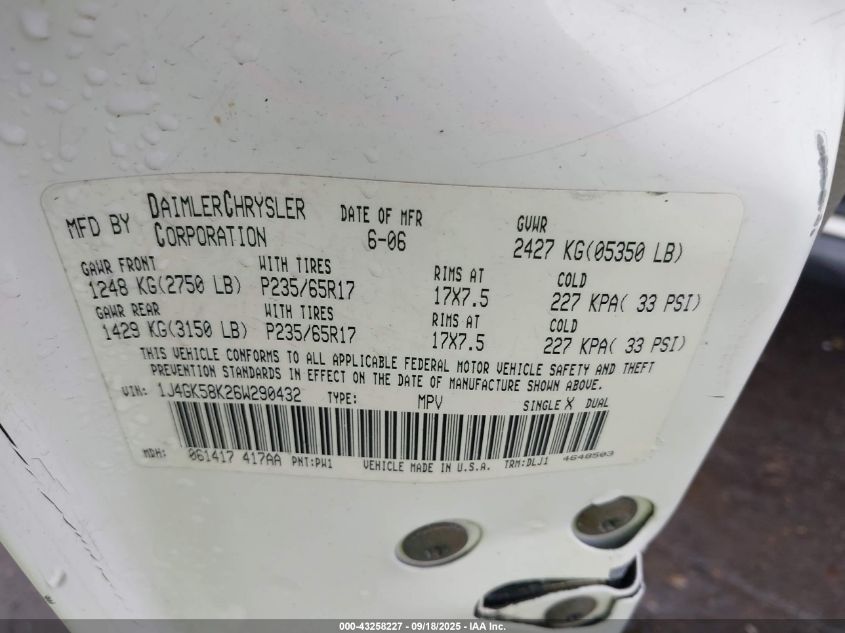 MFD BY DAIMLERCHRYSLER CORPORATION DATE OF MFR 6-06 GVWR 2427 KG(05350 LB)
GAWR FRONT WITH TIRES RIMS AT COLD
1248 KG(2750 LB) P235/65R17 17X7.5 227 KPA( 33 PSI)
GAWR REAR WITH TIRES RIMS AT COLD
1429 KG(3150 LB) P235/65R17 17X7.5 227 KPA( 33 PSI)
THIS VEHICLE CONFORMS TO ALL APPLICABLE FEDERAL MOTOR VEHICLE SAFETY AND THEFT
PREVENTION STANDARDS IN EFFECT ON THE DATE OF MANUFACTURE SHOWN ABOVE.
VIN: 1J4GK58K26W290432 TYPE: MPV SINGLE X DUAL
MDH: 061417 417AA PNT:PW1 VEHICLE MADE IN U.S.A. TRM:DLJ1 4648503
000-43258227 - 09/18/2025 - IAA Inc.